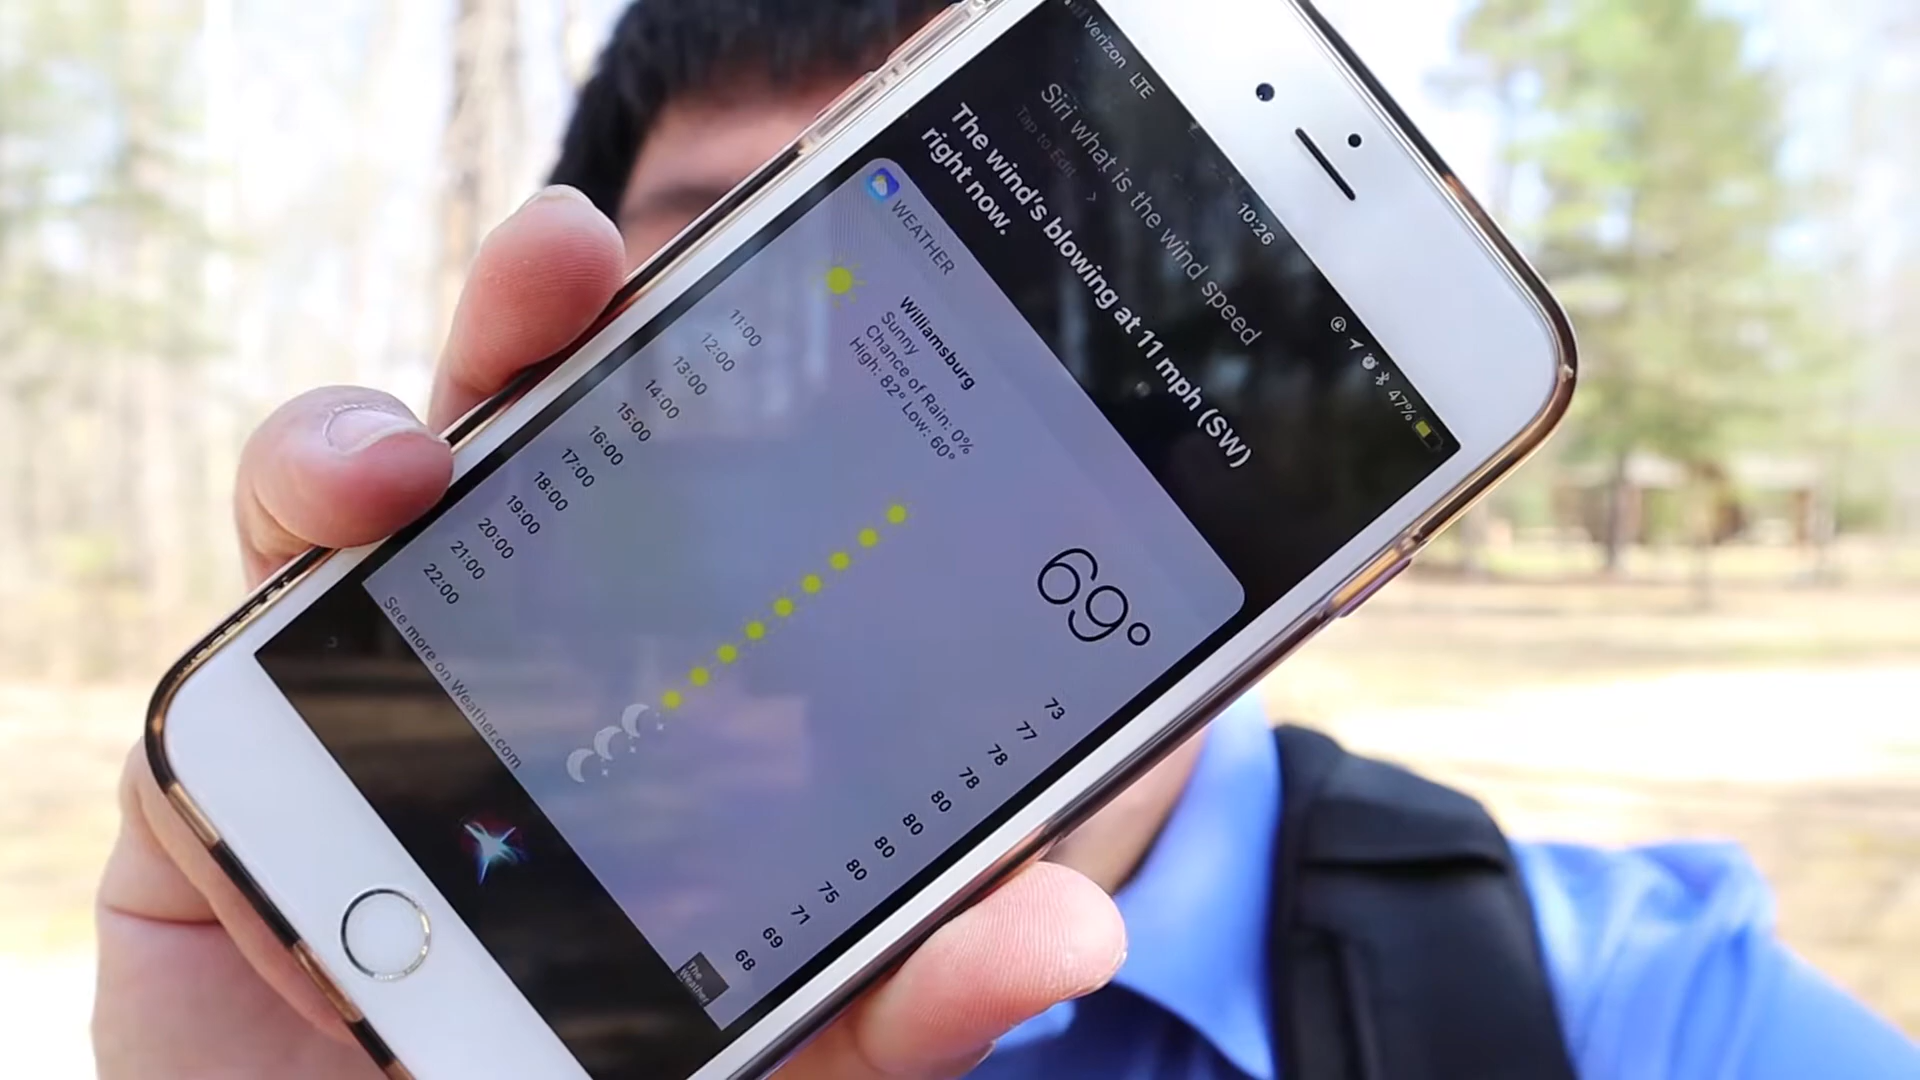 Verizon LTE 10:26 47%
Siri what is the wind speed
Tap to Edit >
The wind's blowing at 11 mph (SW)
right now.
WEATHER
Williamsburg
Sunny
Chance of Rain: 0%
High: 82° Low: 60°
69°
11:00 73
12:00 77
13:00 78
14:00 78
15:00 80
16:00 80
17:00 80
18:00 80
19:00 75
20:00 71
21:00 69
22:00 68
See more on Weather.com
The
Weather